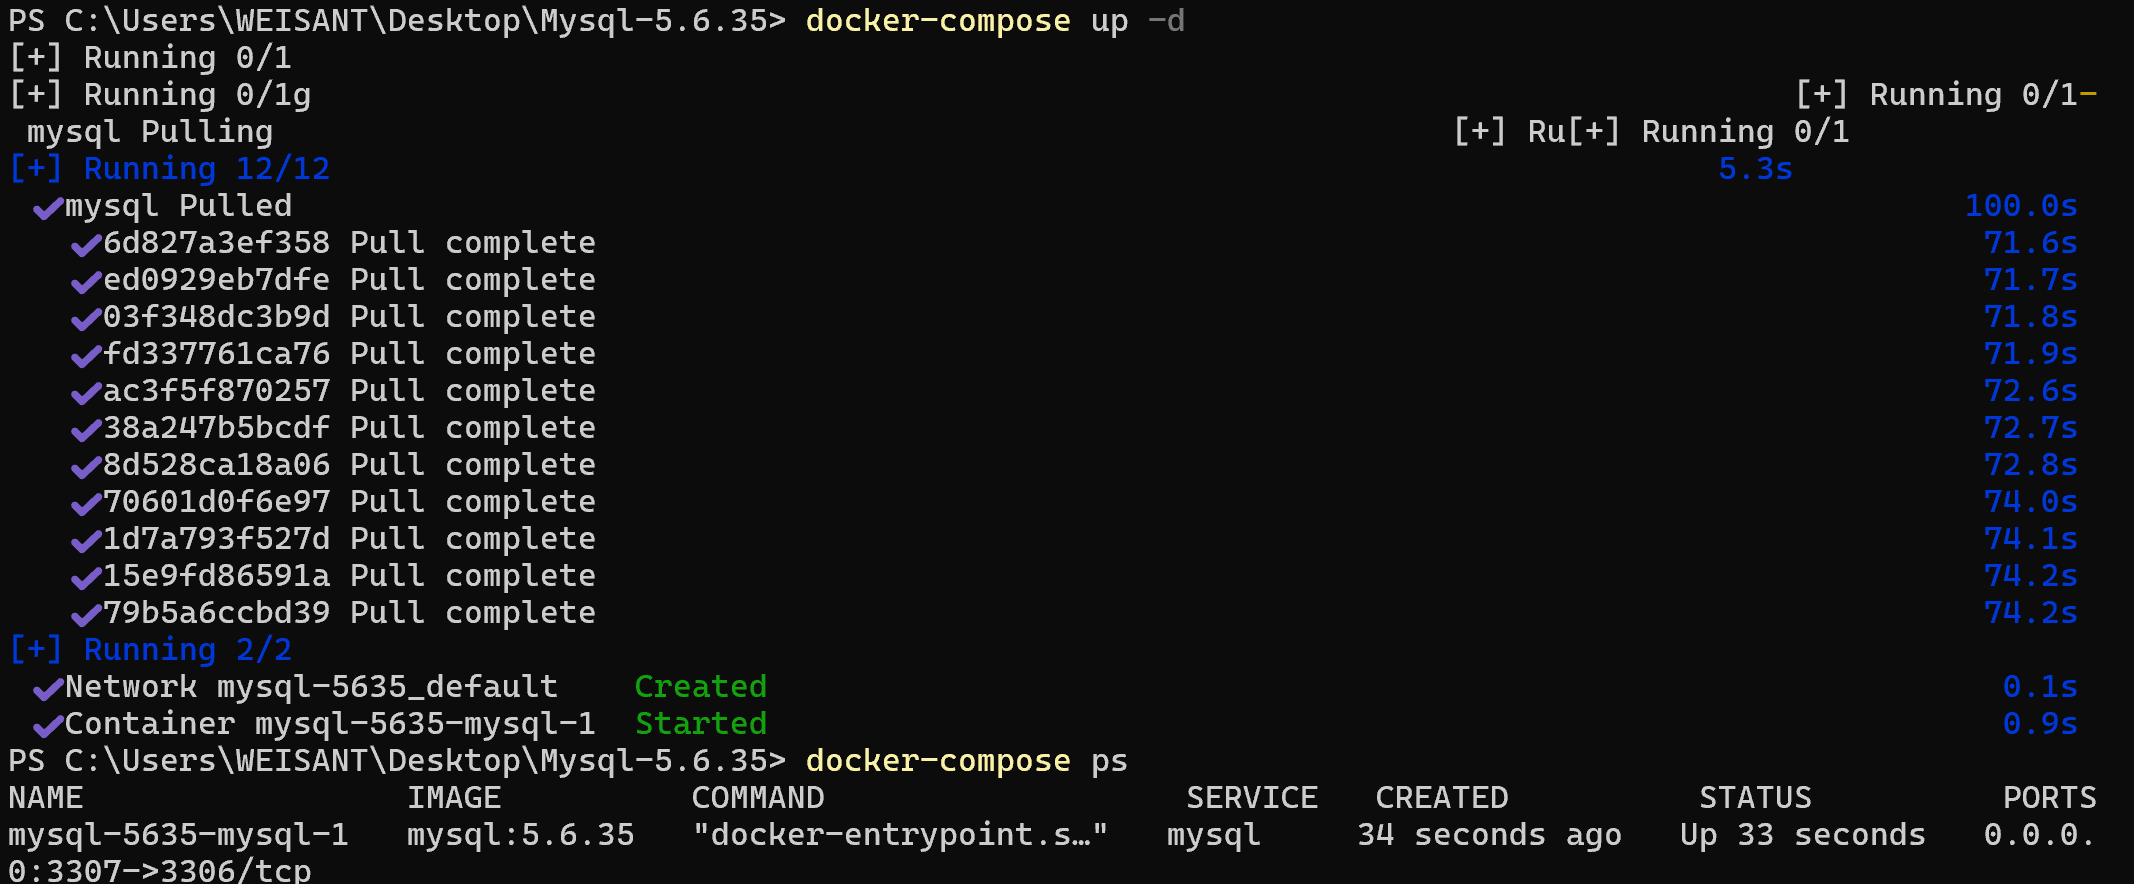 PS C:\Users\WEISANT\Desktop\Mysql-5.6.35> docker-compose up -d
[+] Running 0/1
[+] Running 0/1g [+] Running 0/1-
mysql Pulling [+] Ru[+] Running 0/1
[+] Running 12/12 5.3s
✔mysql Pulled 100.0s
✔6d827a3ef358 Pull complete 71.6s
✔ed0929eb7dfe Pull complete 71.7s
✔03f348dc3b9d Pull complete 71.8s
✔fd337761ca76 Pull complete 71.9s
✔ac3f5f870257 Pull complete 72.6s
✔38a247b5bcdf Pull complete 72.7s
✔8d528ca18a06 Pull complete 72.8s
✔70601d0f6e97 Pull complete 74.0s
✔1d7a793f527d Pull complete 74.1s
✔15e9fd86591a Pull complete 74.2s
✔79b5a6ccbd39 Pull complete 74.2s
[+] Running 2/2
✔Network mysql-5635_default Created 0.1s
✔Container mysql-5635-mysql-1 Started 0.9s
PS C:\Users\WEISANT\Desktop\Mysql-5.6.35> docker-compose ps
NAME IMAGE COMMAND SERVICE CREATED STATUS PORTS
mysql-5635-mysql-1 mysql:5.6.35 "docker-entrypoint.s…" mysql 34 seconds ago Up 33 seconds 0.0.0.
0:3307->3306/tcp